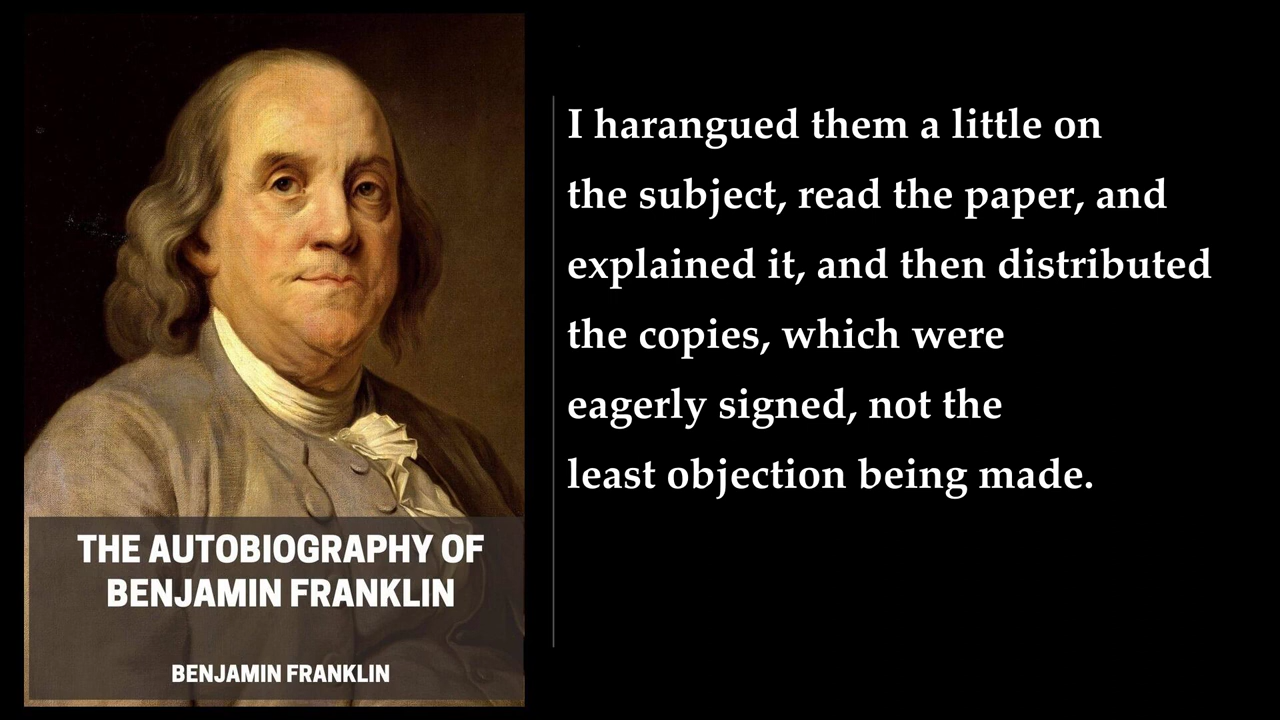 THE AUTOBIOGRAPHY OF
BENJAMIN FRANKLIN
BENJAMIN FRANKLIN
I harangued them a little on
the subject, read the paper, and
explained it, and then distributed
the copies, which were
eagerly signed, not the
least objection being made.